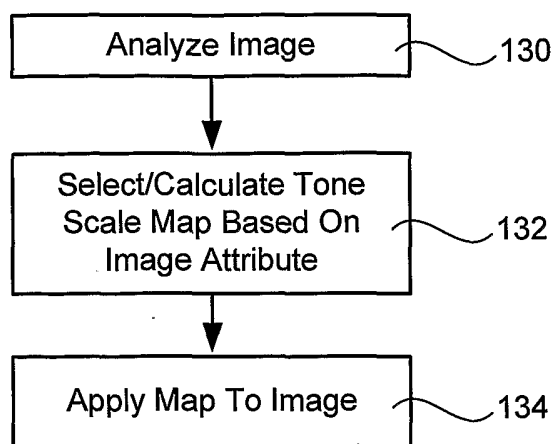 Analyze Image
130
Select/Calculate Tone
Scale Map Based On
Image Attribute
132
Apply Map To Image
134